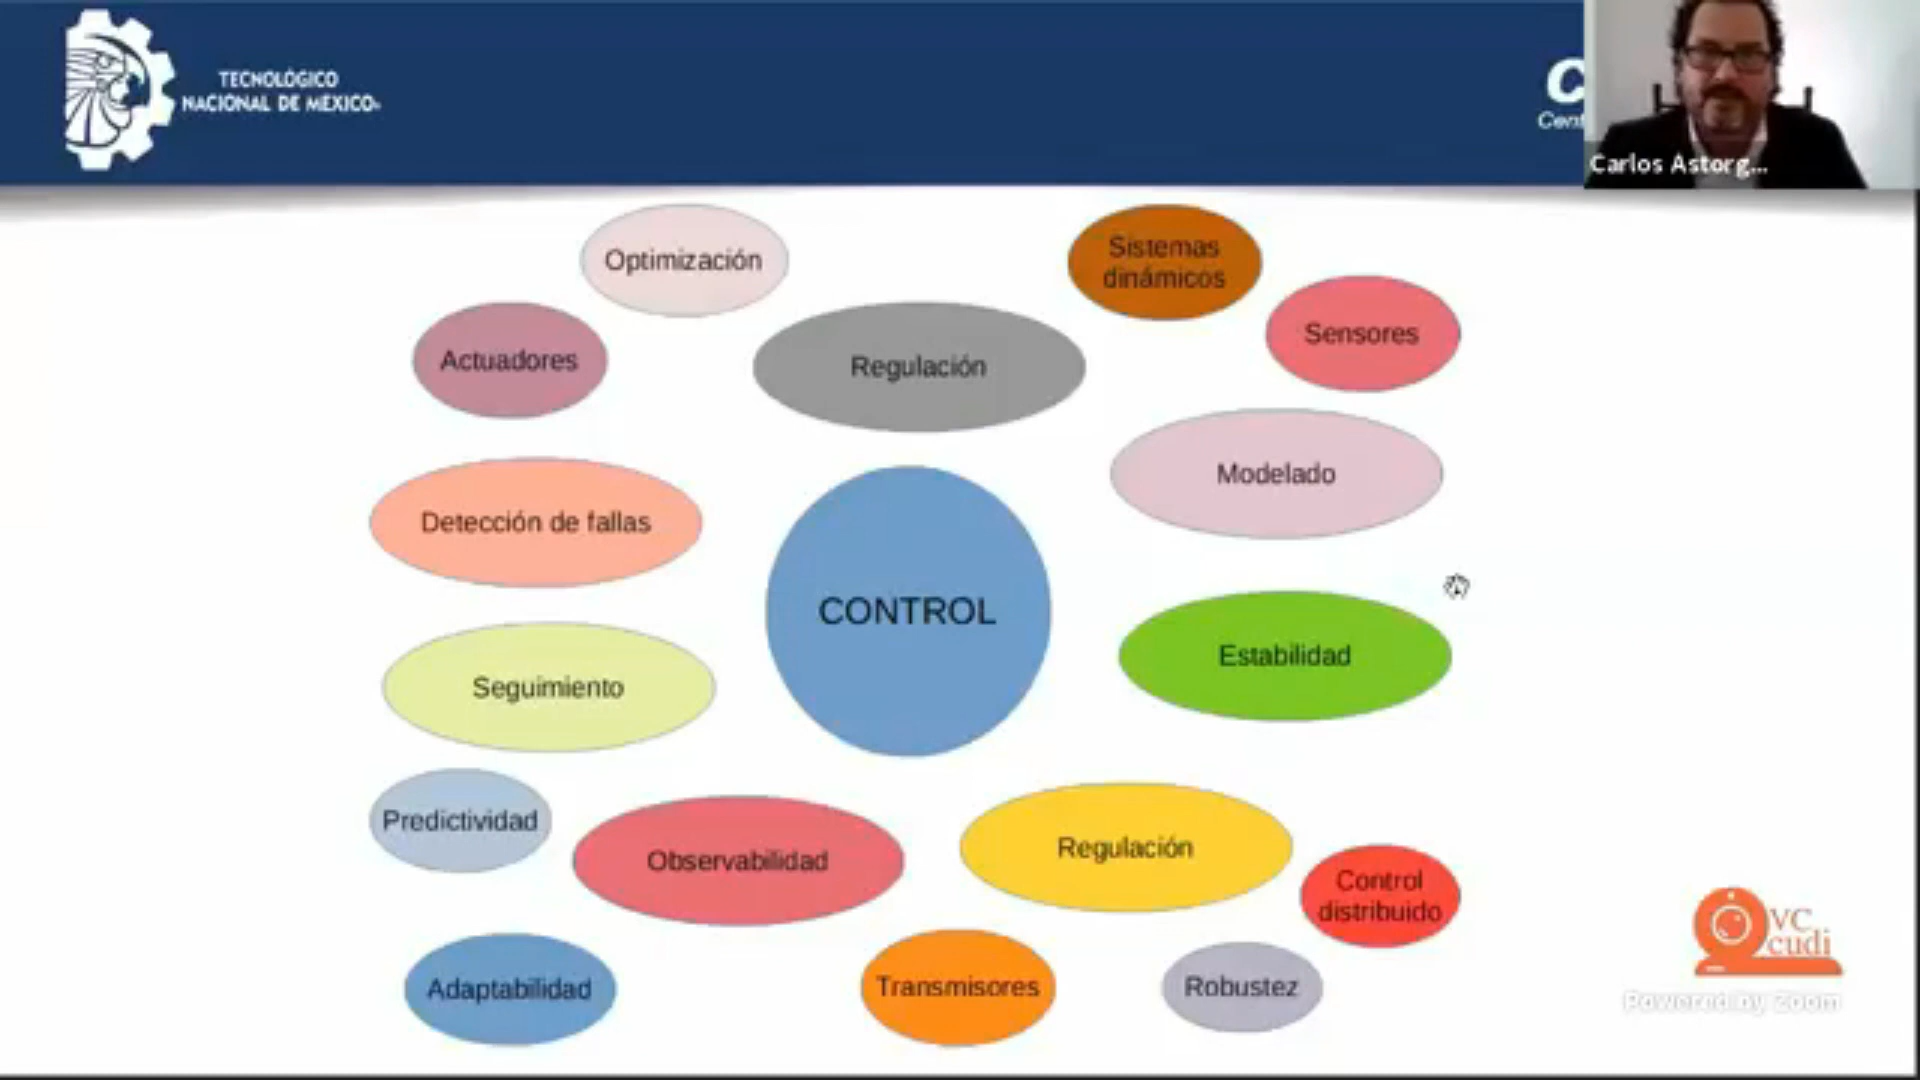 TECNOLÓGICO
NACIONAL DE MÉXICO
C
Cent
Carlos Astorg...
Optimización
Sistemas
dinámicos
Sensores
Actuadores
Regulación
Modelado
Detección de fallas
CONTROL
Estabilidad
Seguimiento
Predictividad
Observabilidad
Regulación
Control
distribuido
Adaptabilidad
Transmisores
Robustez
VC
cudi
Powered by Zoom